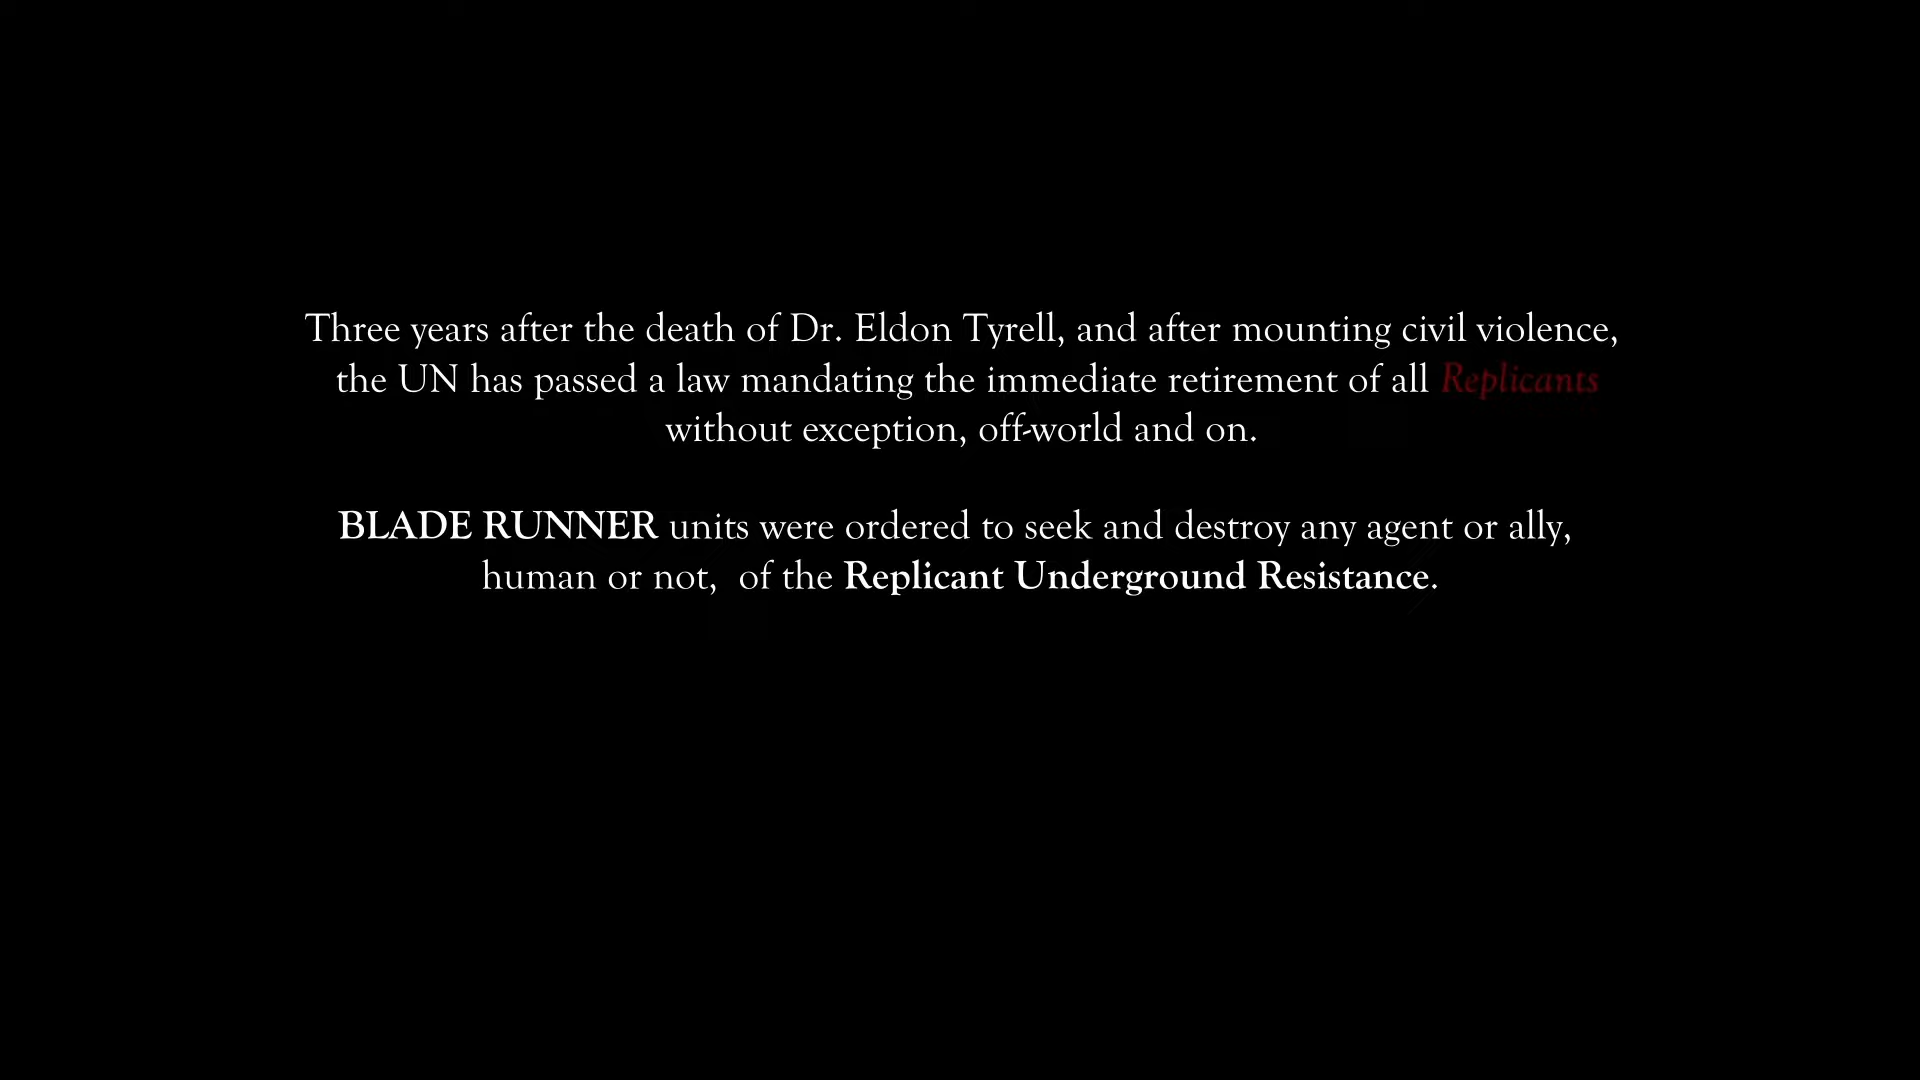 Three years after the death of Dr. Eldon Tyrell, and after mounting civil violence,
the UN has passed a law mandating the immediate retirement of all Replicants
without exception, off-world and on.
BLADE RUNNER units were ordered to seek and destroy any agent or ally,
human or not,  of the Replicant Underground Resistance.